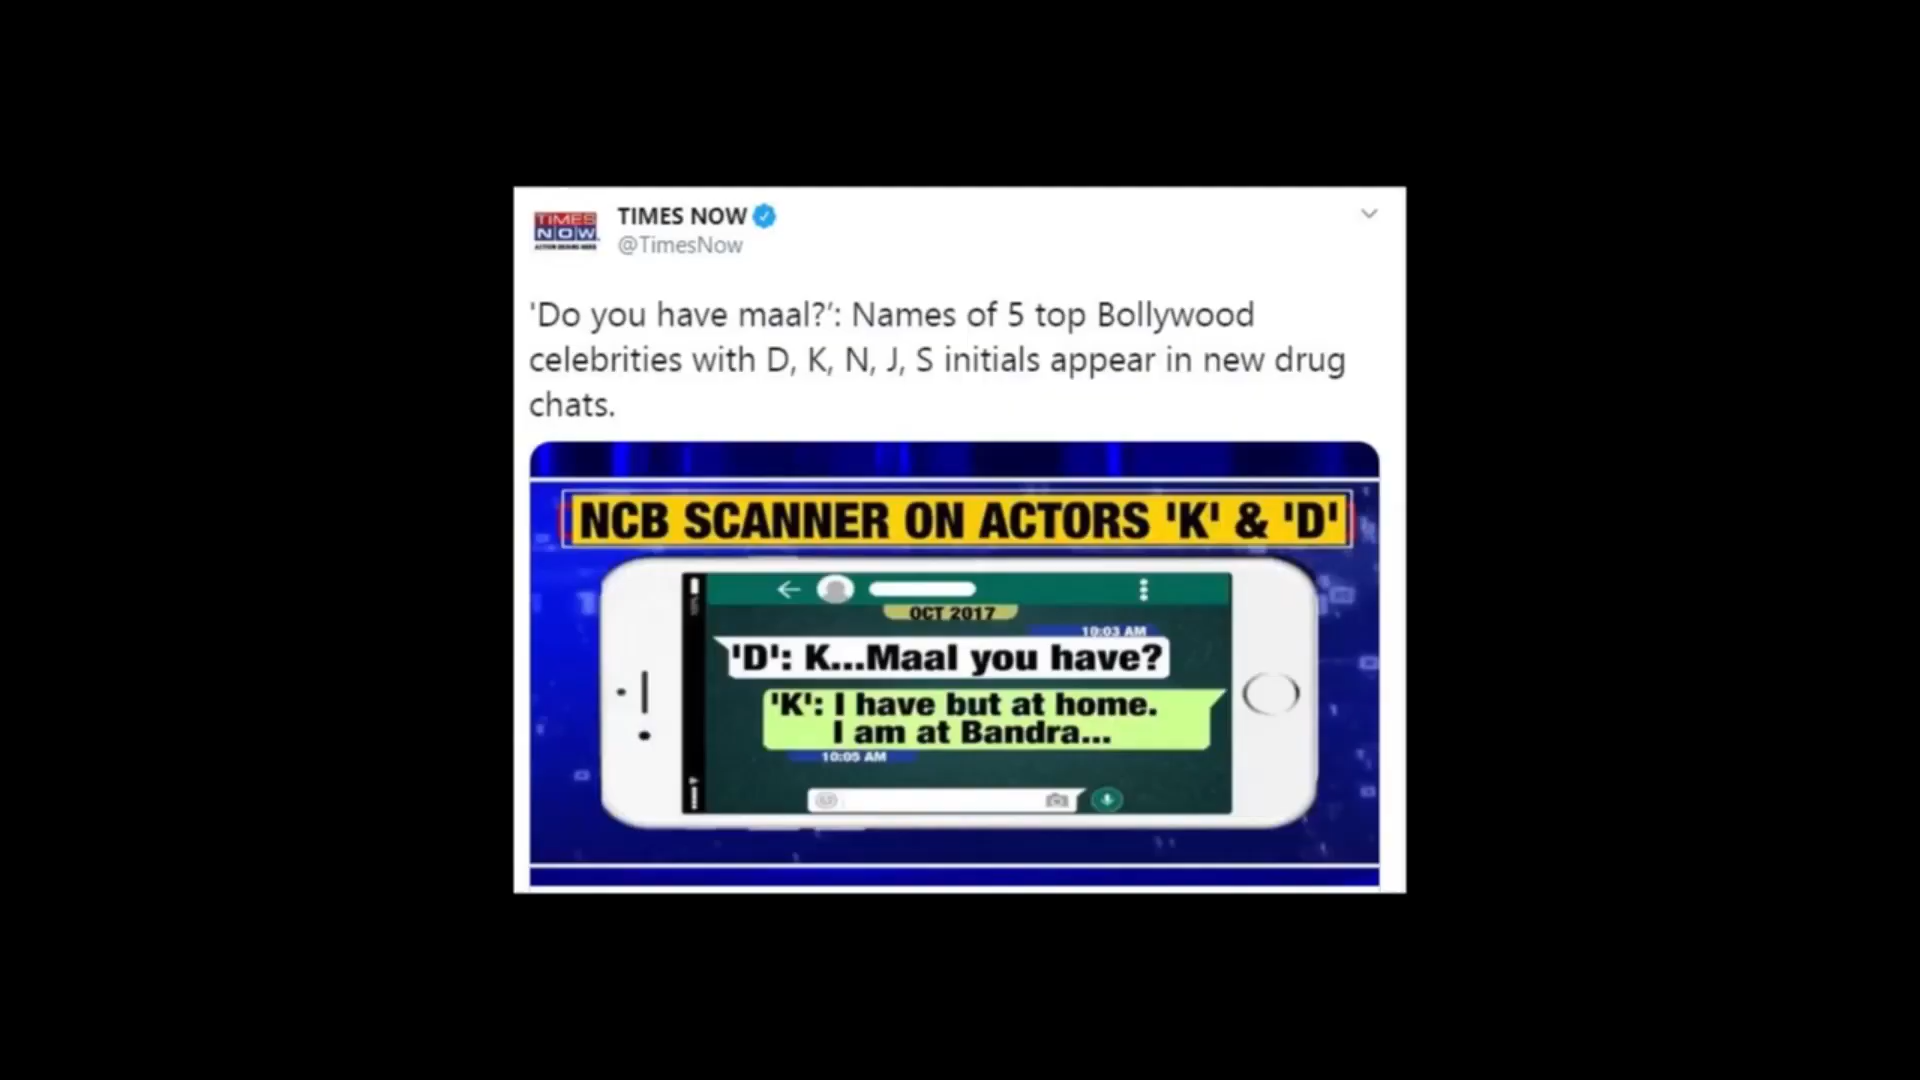 TIMES NOW
TIMES NOW
@TimesNow
'Do you have maal?': Names of 5 top Bollywood
celebrities with D, K, N, J, S initials appear in new drug
chats.
NCB SCANNER ON ACTORS 'K' & 'D'
OCT 2017
10:03 AM
'D': K...Maal you have?
'K': I have but at home.
I am at Bandra...
10:05 AM